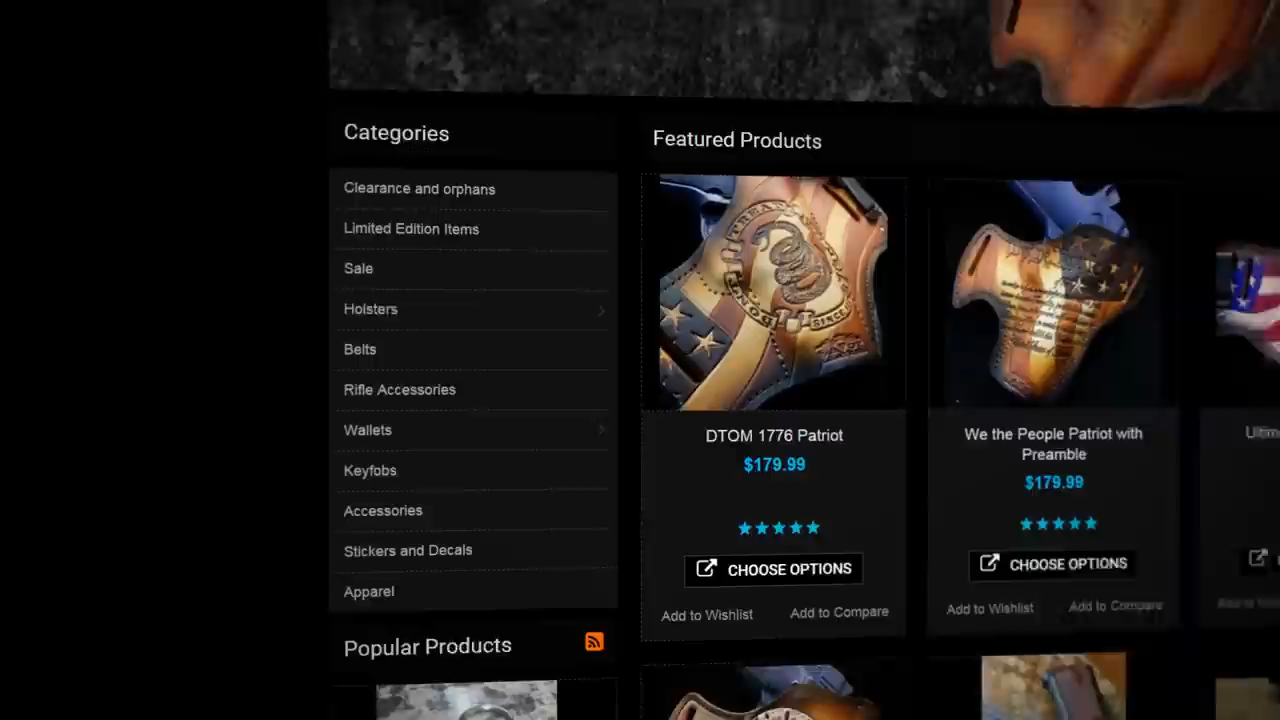 Categories
Clearance and orphans
Limited Edition Items
Sale
Holsters
Belts
Rifle Accessories
Wallets
Keyfobs
Accessories
Stickers and Decals
Apparel
Popular Products
Featured Products
DTOM 1776 Patriot
$179.99
CHOOSE OPTIONS
Add to Wishlist
Add to Compare
We the People Patriot with
Preamble
$179.99
CHOOSE OPTIONS
Add to Wishlist
Add to Compare